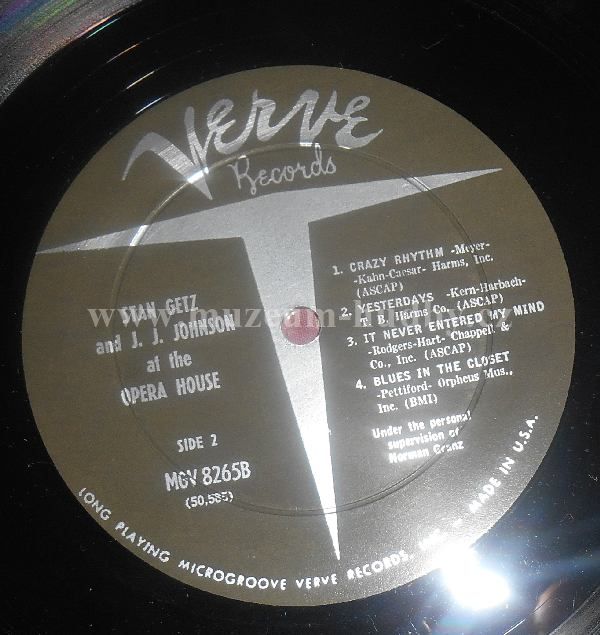 VERVE
Records
STAN GETZ
and J. J. JOHNSON
at the
OPERA HOUSE
SIDE 2
MGV 8265B
(50,585)
1. CRAZY RHYTHM -Meyer-
-Kahn-Caesar- Harms, Inc.
(ASCAP)
2. YESTERDAYS -Kern-Harbach-
T. B. Harms Co. (ASCAP)
3. IT NEVER ENTERED MY MIND
-Rodgers-Hart- Chappel &
Co., Inc. (ASCAP)
4. BLUES IN THE CLOSET
-Pettiford- Orpheus Mus.,
Inc. (BMI)
Under the personal
supervision of
Norman Granz
LONG PLAYING MICROGROOVE VERVE RECORDS, INC. – MADE IN U.S.A.